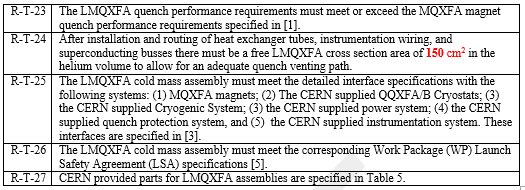 R-T-23 The LMQXFA quench performance requirements must meet or exceed the MQXFA magnet
quench performance requirements specified in [1].
R-T-24 After installation and routing of heat exchanger tubes, instrumentation wiring, and
superconducting busses there must be a free LMQXFA cross section area of 150 cm² in the
helium volume to allow for an adequate quench venting path.
R-T-25 The LMQXFA cold mass assembly must meet the detailed interface specifications with the
following systems: (1) MQXFA magnets; (2) The CERN supplied QQXFA/B Cryostats; (3)
the CERN supplied Cryogenic System; (3) the CERN supplied power system; (4) the CERN
supplied quench protection system, and (5) the CERN supplied instrumentation system. These
interfaces are specified in [3].
R-T-26 The LMQXFA cold mass assembly must meet the corresponding Work Package (WP) Launch
Safety Agreement (LSA) specifications [5].
R-T-27 CERN provided parts for LMQXFA assemblies are specified in Table 5.